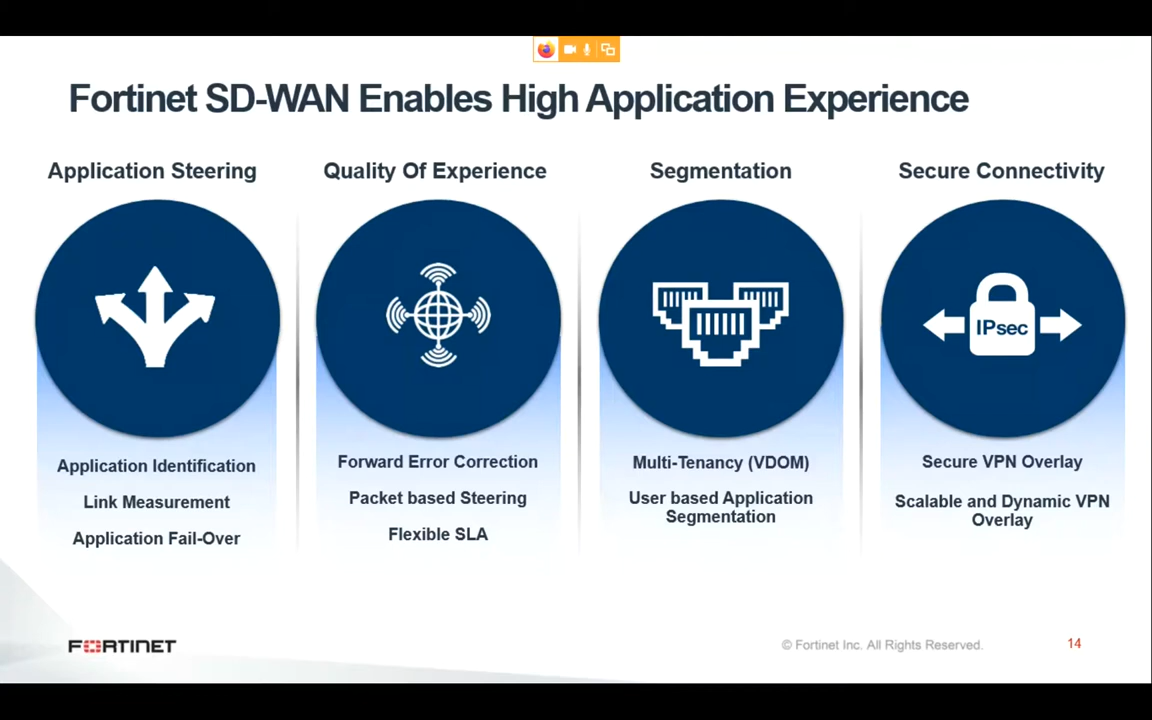 Fortinet SD-WAN Enables High Application Experience
Application Steering
Application Identification
Link Measurement
Application Fail-Over
Quality Of Experience
Forward Error Correction
Packet based Steering
Flexible SLA
Segmentation
Multi-Tenancy (VDOM)
User based Application
Segmentation
Secure Connectivity
IPsec
Secure VPN Overlay
Scalable and Dynamic VPN
Overlay
FORTINET
© Fortinet Inc. All Rights Reserved.
14